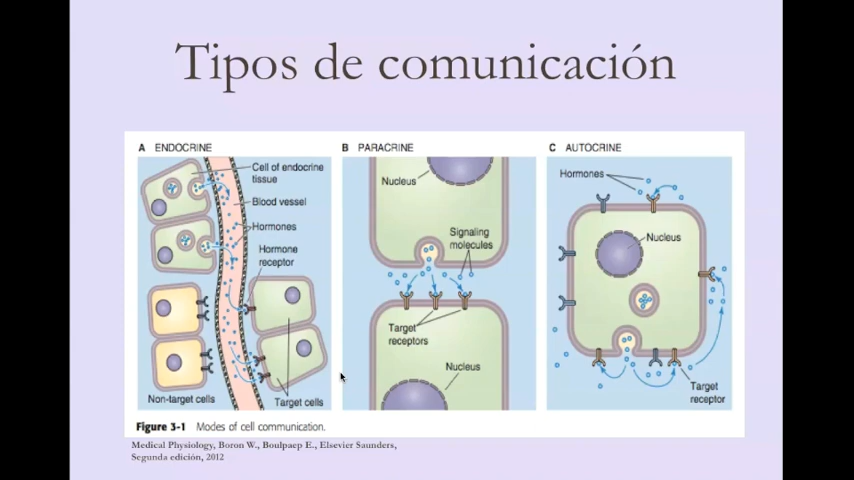 Tipos de comunicación
A ENDOCRINE
Cell of endocrine
tissue
Blood vessel
Hormones
Hormone
receptor
Non-target cells
Target cells
B PARACRINE
Nucleus
Signaling
molecules
Target
receptors
Nucleus
C AUTOCRINE
Hormones
Nucleus
Target
receptor
Figure 3-1 Modes of cell communication.
Medical Physiology, Boron W., Boulpaep E., Elsevier Saunders,
Segunda edición, 2012